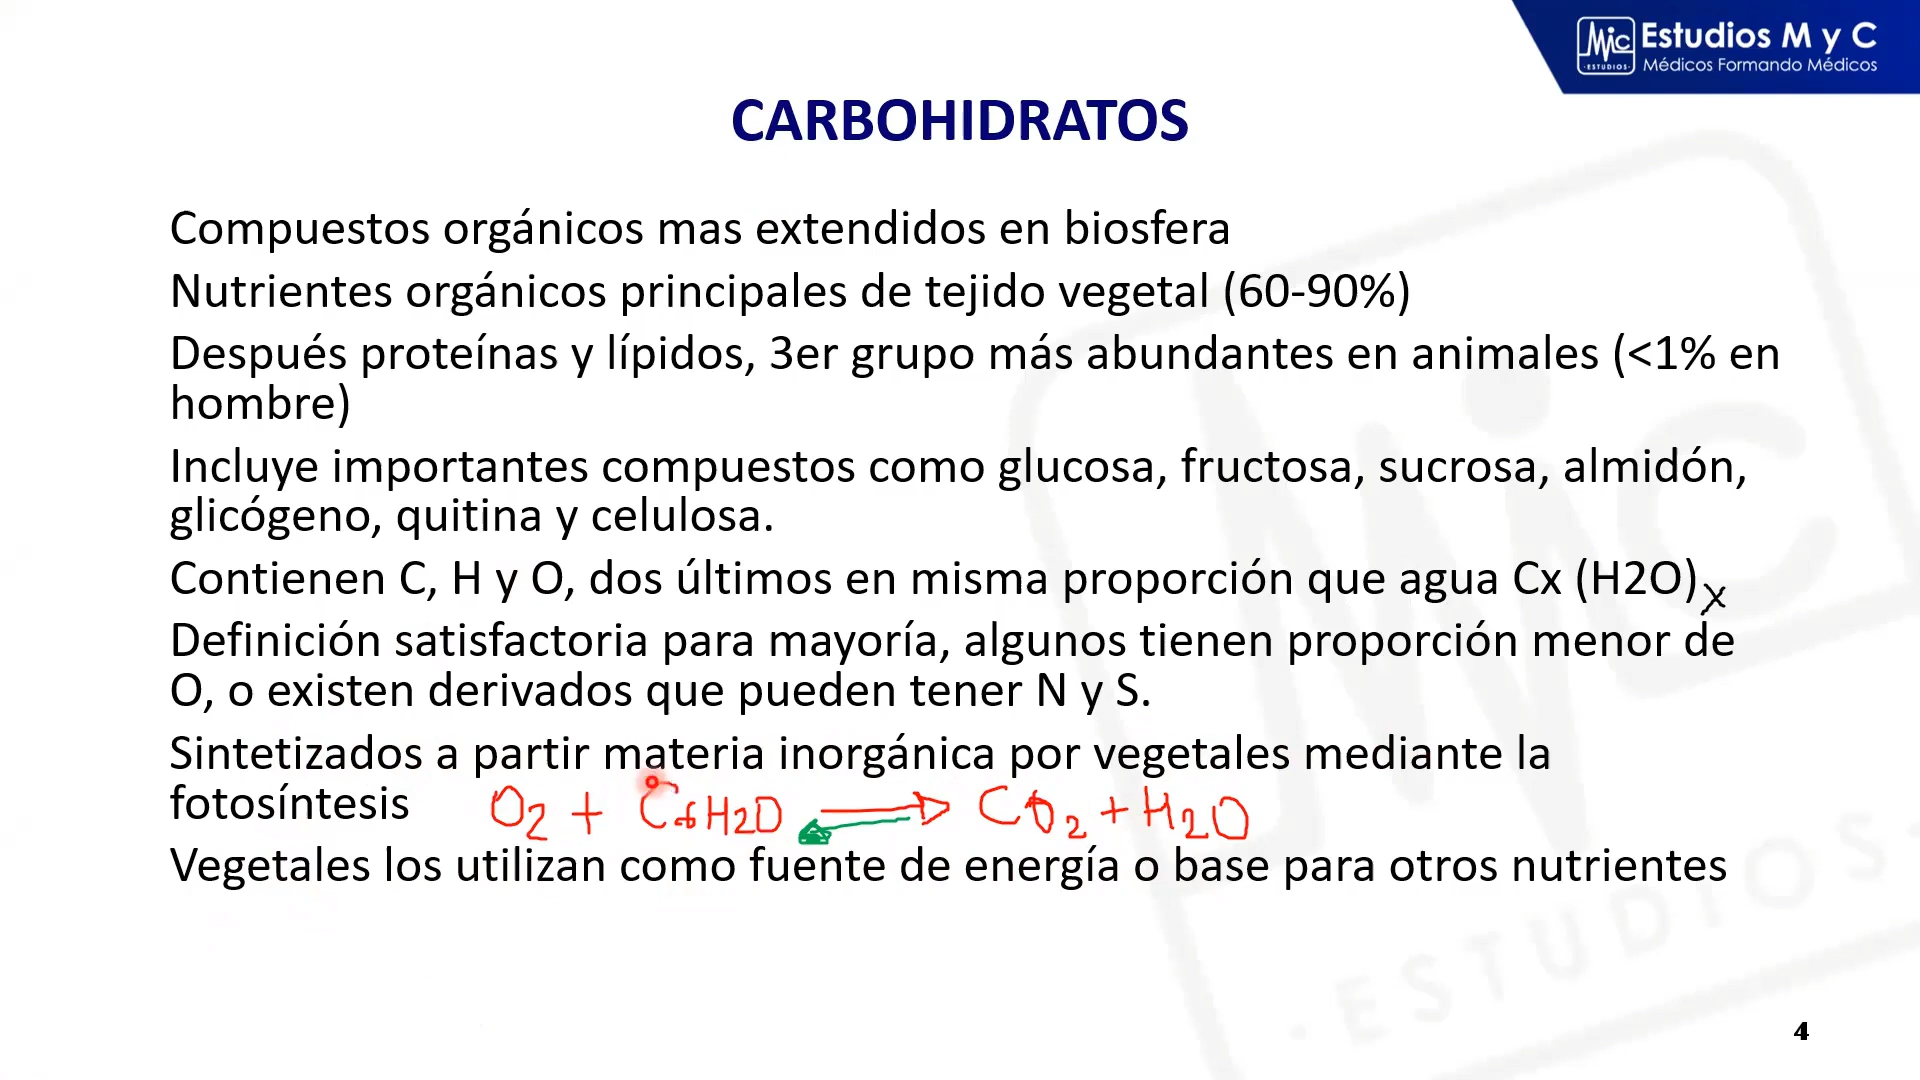 Mic Estudios M y C
·ESTUDIOS· Médicos Formando Médicos
CARBOHIDRATOS
Compuestos orgánicos mas extendidos en biosfera
Nutrientes orgánicos principales de tejido vegetal (60-90%)
Después proteínas y lípidos, 3er grupo más abundantes en animales (<1% en
hombre)
Incluye importantes compuestos como glucosa, fructosa, sucrosa, almidón,
glicógeno, quitina y celulosa.
Contienen C, H y O, dos últimos en misma proporción que agua Cx (H2O)x
Definición satisfactoria para mayoría, algunos tienen proporción menor de
O, o existen derivados que pueden tener N y S.
Sintetizados a partir materia inorgánica por vegetales mediante la
fotosíntesis O2 + C6H2O → CO2 + H2O
Vegetales los utilizan como fuente de energía o base para otros nutrientes
Mic
·ESTUDIOS·
4